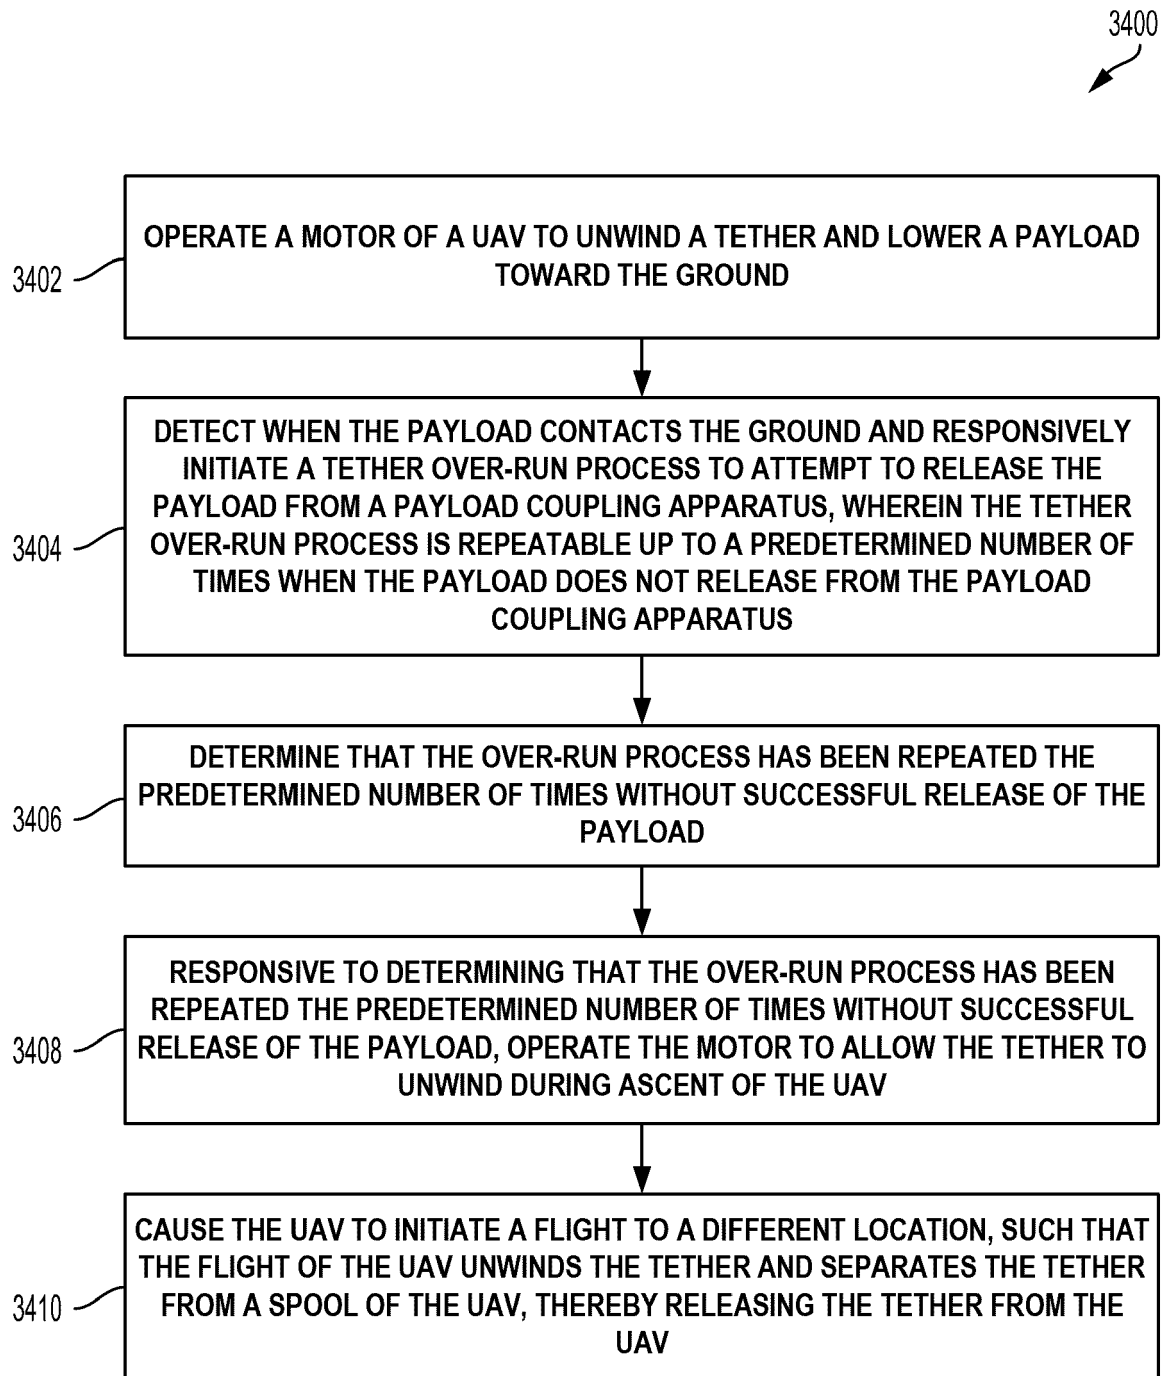 3400
OPERATE A MOTOR OF A UAV TO UNWIND A TETHER AND LOWER A PAYLOAD
TOWARD THE GROUND
3402
DETECT WHEN THE PAYLOAD CONTACTS THE GROUND AND RESPONSIVELY
INITIATE A TETHER OVER-RUN PROCESS TO ATTEMPT TO RELEASE THE
PAYLOAD FROM A PAYLOAD COUPLING APPARATUS, WHEREIN THE TETHER
OVER-RUN PROCESS IS REPEATABLE UP TO A PREDETERMINED NUMBER OF
TIMES WHEN THE PAYLOAD DOES NOT RELEASE FROM THE PAYLOAD
COUPLING APPARATUS
3404
DETERMINE THAT THE OVER-RUN PROCESS HAS BEEN REPEATED THE
PREDETERMINED NUMBER OF TIMES WITHOUT SUCCESSFUL RELEASE OF THE
PAYLOAD
3406
RESPONSIVE TO DETERMINING THAT THE OVER-RUN PROCESS HAS BEEN
REPEATED THE PREDETERMINED NUMBER OF TIMES WITHOUT SUCCESSFUL
RELEASE OF THE PAYLOAD, OPERATE THE MOTOR TO ALLOW THE TETHER TO
UNWIND DURING ASCENT OF THE UAV
3408
CAUSE THE UAV TO INITIATE A FLIGHT TO A DIFFERENT LOCATION, SUCH THAT
THE FLIGHT OF THE UAV UNWINDS THE TETHER AND SEPARATES THE TETHER
FROM A SPOOL OF THE UAV, THEREBY RELEASING THE TETHER FROM THE
UAV
3410